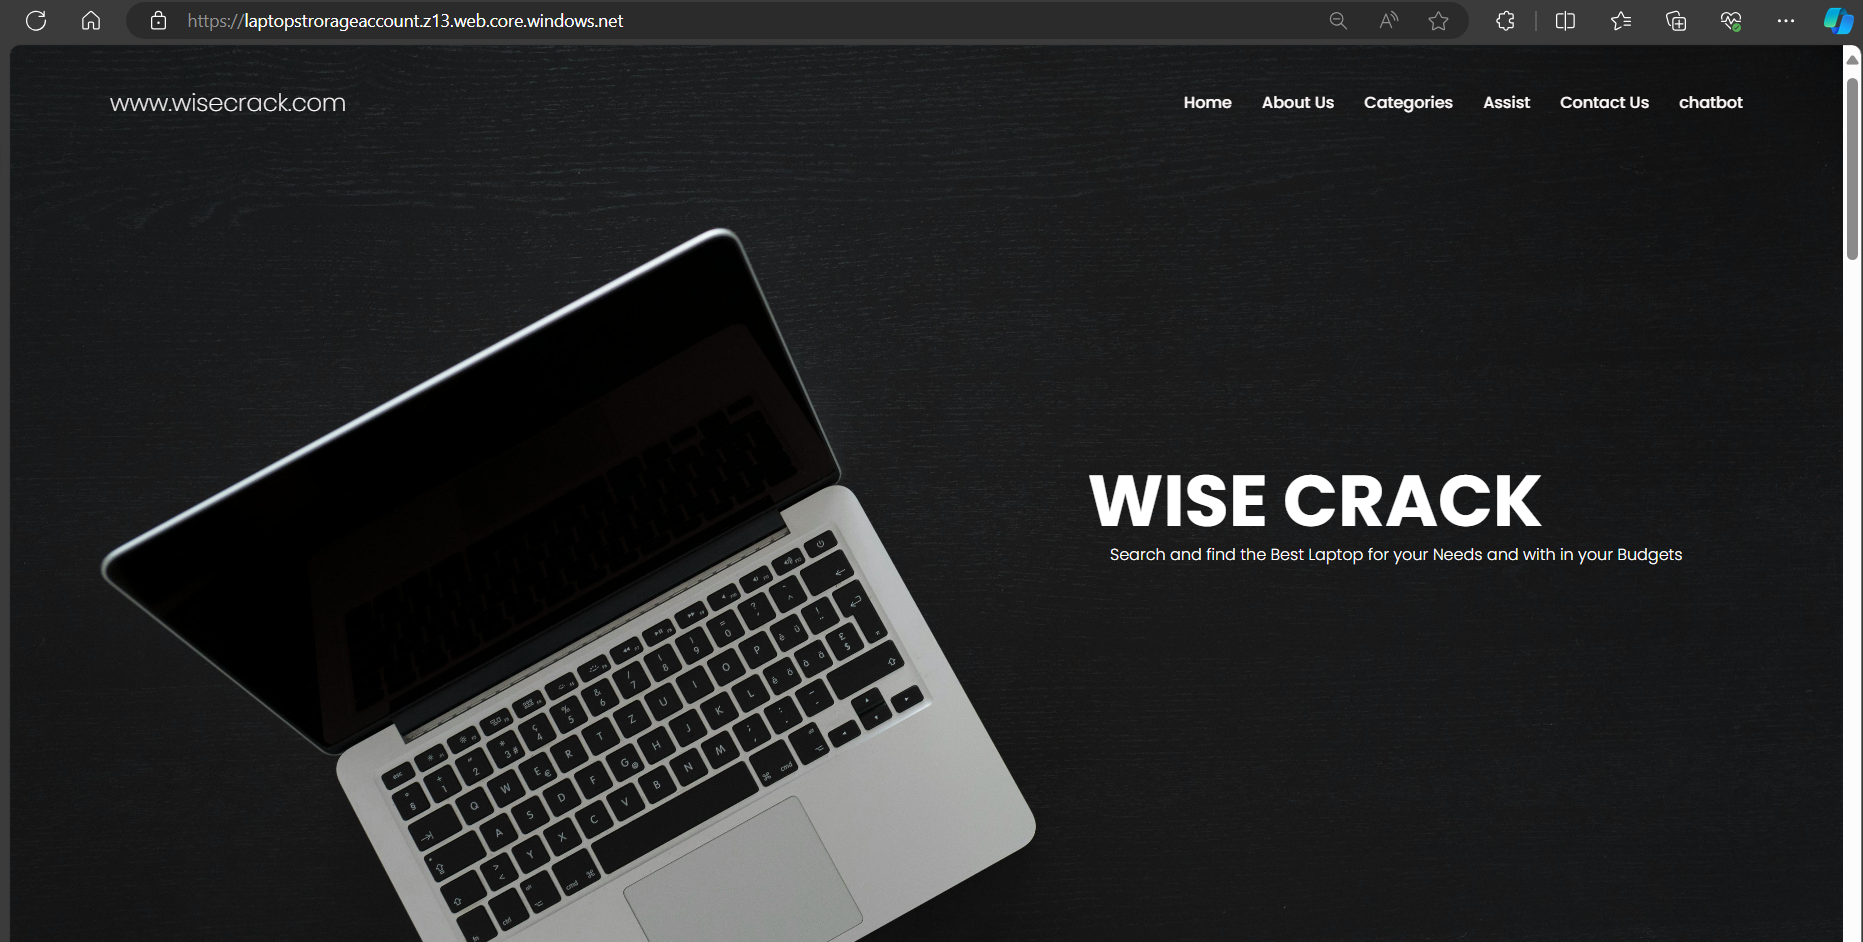 https://laptopstrorageaccount.z13.web.core.windows.net
www.wisecrack.com
Home About Us Categories Assist Contact Us chatbot
WISE CRACK
Search and find the Best Laptop for your Needs and with in your Budgets